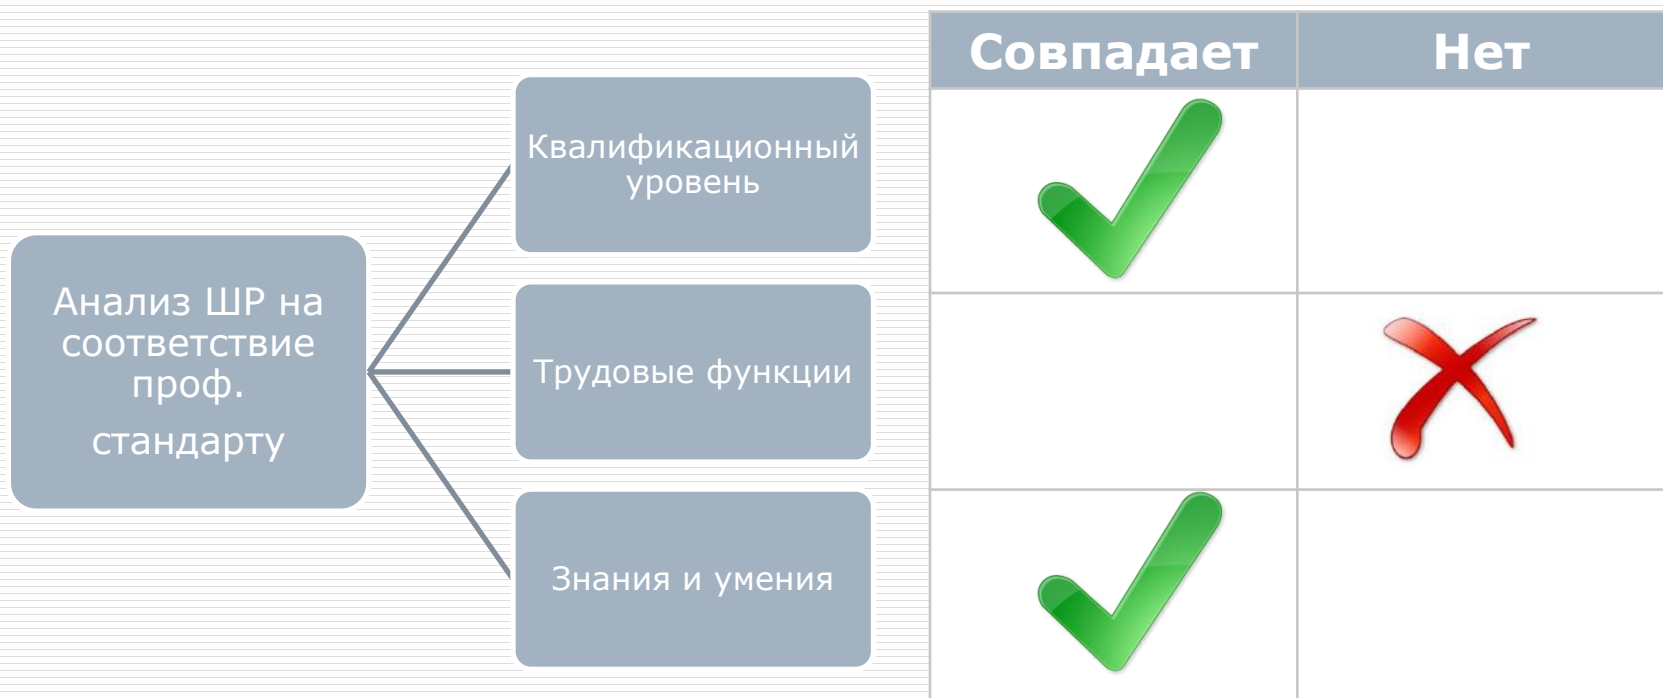 Совпадает
Нет
Квалификационный
уровень
Анализ ШР на
соответствие
проф.
стандарту
Трудовые функции
Знания и умения